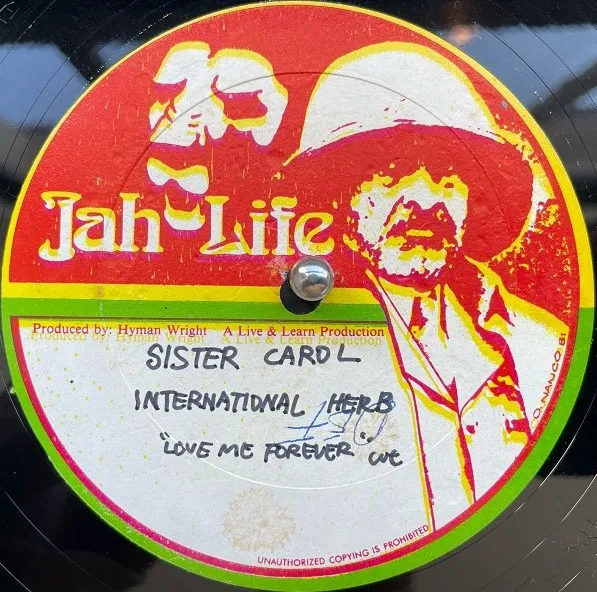 Jah Life
Produced by: Hyman Wright A Live & Learn Production
SISTER CAROL
INTERNATIONAL HERB
"LOVE ME FOREVER"
UNAUTHORIZED COPYING IS PROHIBITED